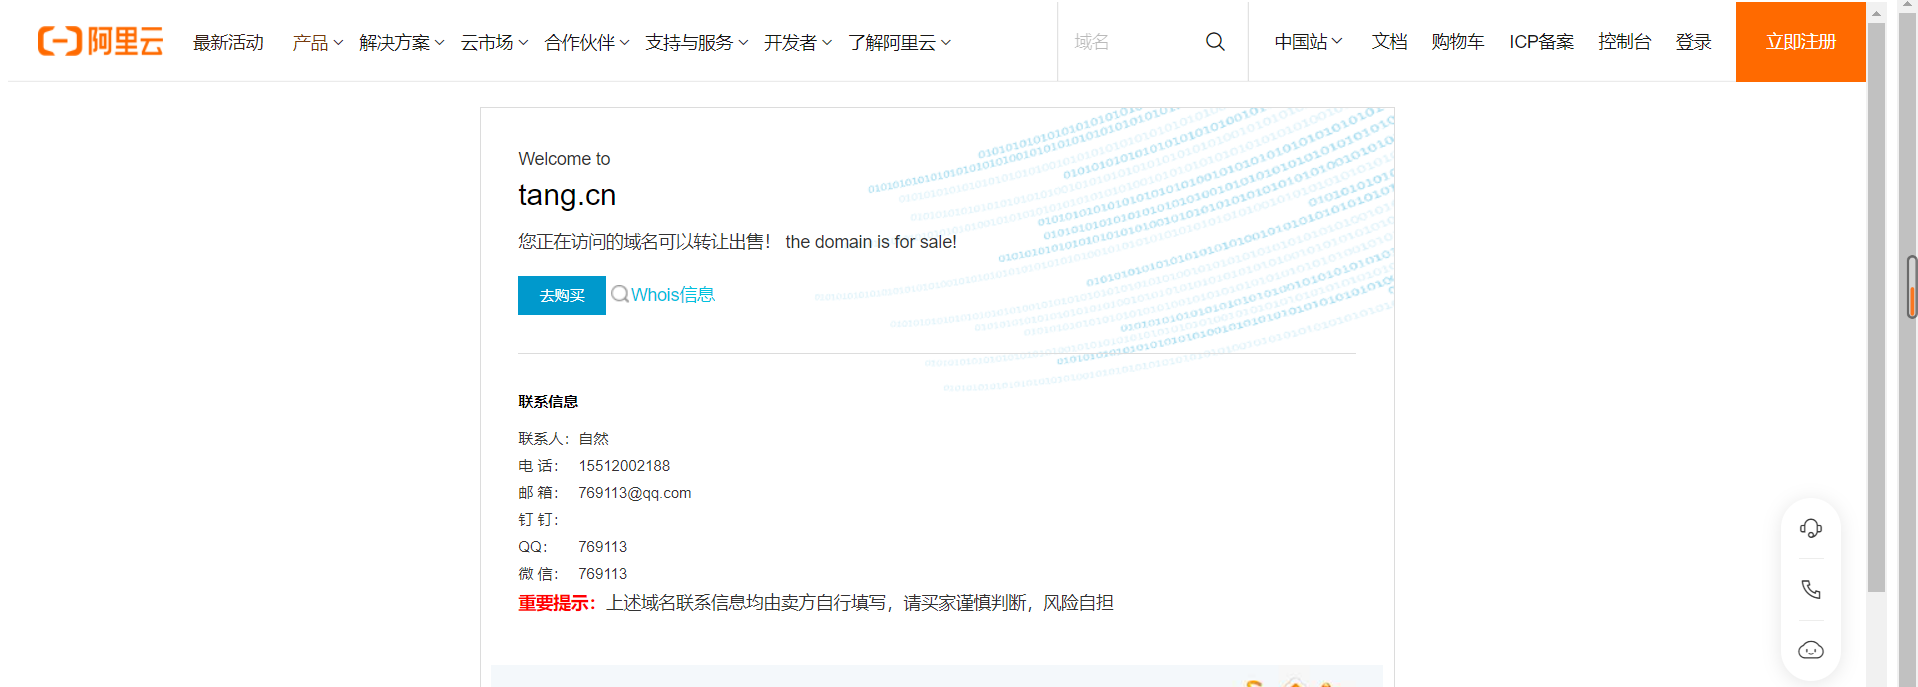 阿里云 最新活动 产品 解决方案 云市场 合作伙伴 支持与服务 开发者 了解阿里云 域名 中国站 文档 购物车 ICP备案 控制台 登录 立即注册
Welcome to
tang.cn
您正在访问的域名可以转让出售! the domain is for sale!
去购买 Whois信息
联系信息
联系人：自然
电 话： 15512002188
邮 箱： 769113@qq.com
钉 钉：
QQ： 769113
微 信： 769113
重要提示：上述域名联系信息均由卖方自行填写，请买家谨慎判断，风险自担